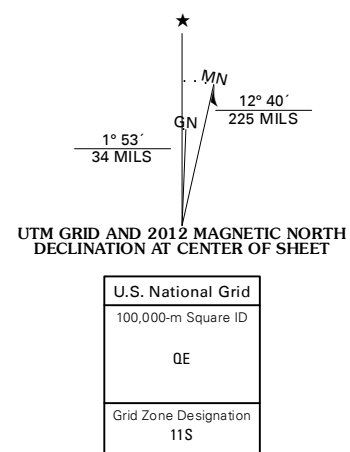 MN
GN
12° 40´
225 MILS
1° 53´
34 MILS
UTM GRID AND 2012 MAGNETIC NORTH
DECLINATION AT CENTER OF SHEET
U.S. National Grid
100,000-m Square ID
QE
Grid Zone Designation
11S